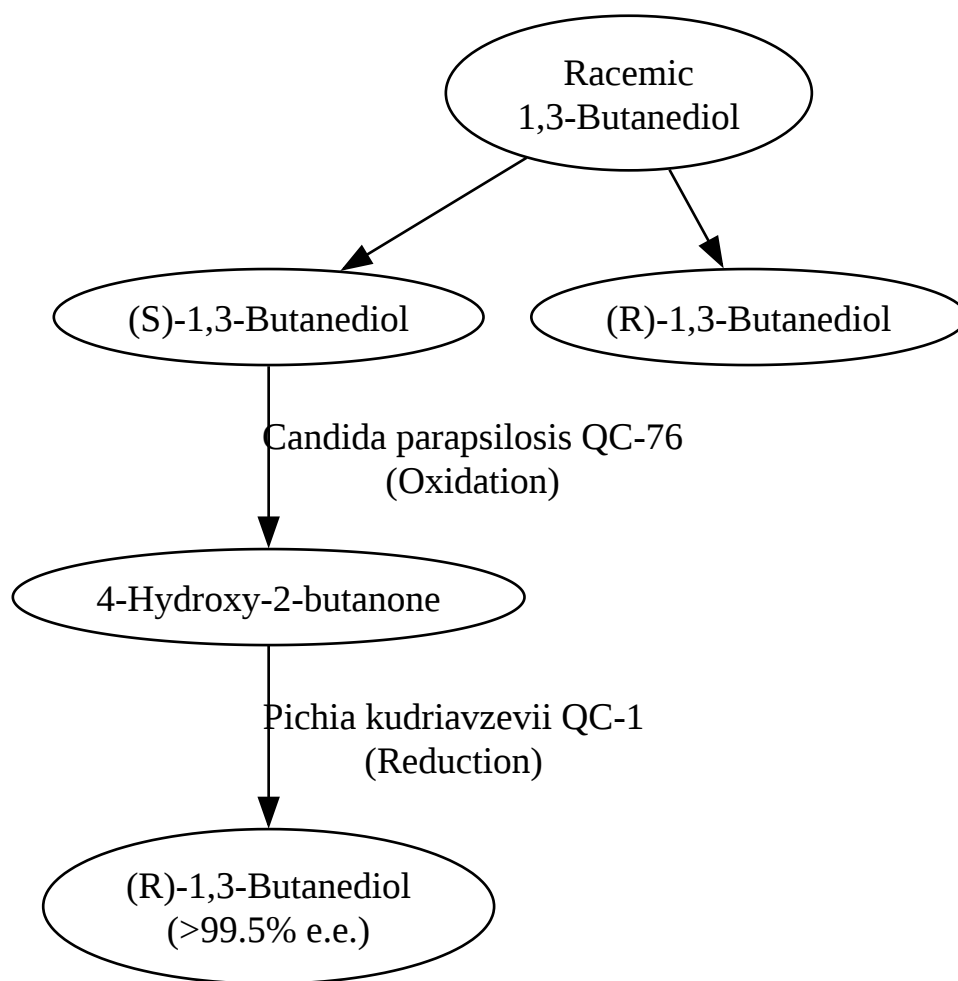 Racemic
1,3-Butanediol
(S)-1,3-Butanediol
(R)-1,3-Butanediol
Candida parapsilosis QC-76
(Oxidation)
4-Hydroxy-2-butanone
Pichia kudriavzevii QC-1
(Reduction)
(R)-1,3-Butanediol
(>99.5% e.e.)